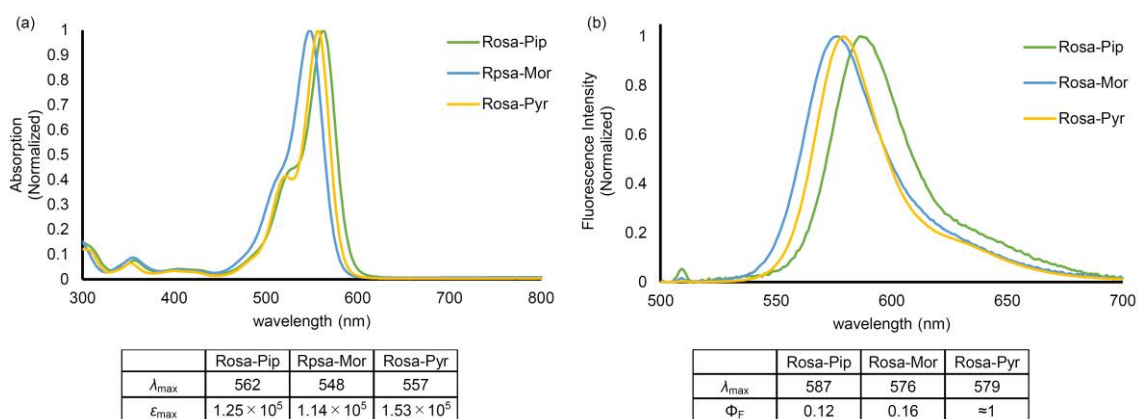 (a)
Absorption
(Normalized)
1
0.9
0.8
0.7
0.6
0.5
0.4
0.3
0.2
0.1
0
300
400
500
600
700
800
wavelength (nm)
Rosa-Pip
Rpsa-Mor
Rosa-Pyr
Rosa-Pip Rpsa-Mor Rosa-Pyr
λmax 562 548 557
εmax 1.25 × 10⁵ 1.14 × 10⁵ 1.53 × 10⁵
(b)
Fluorescence Intensity
(Normalized)
1
0.8
0.6
0.4
0.2
0
500
550
600
650
700
wavelength (nm)
Rosa-Pip
Rosa-Mor
Rosa-Pyr
Rosa-Pip Rosa-Mor Rosa-Pyr
λmax 587 576 579
ΦF 0.12 0.16 ≈1